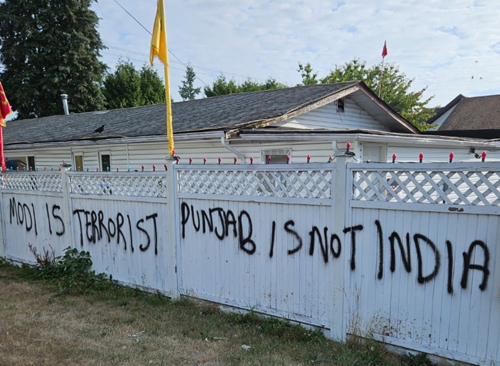 MODI IS TERRORIST PUNJAB IS NOT INDIA